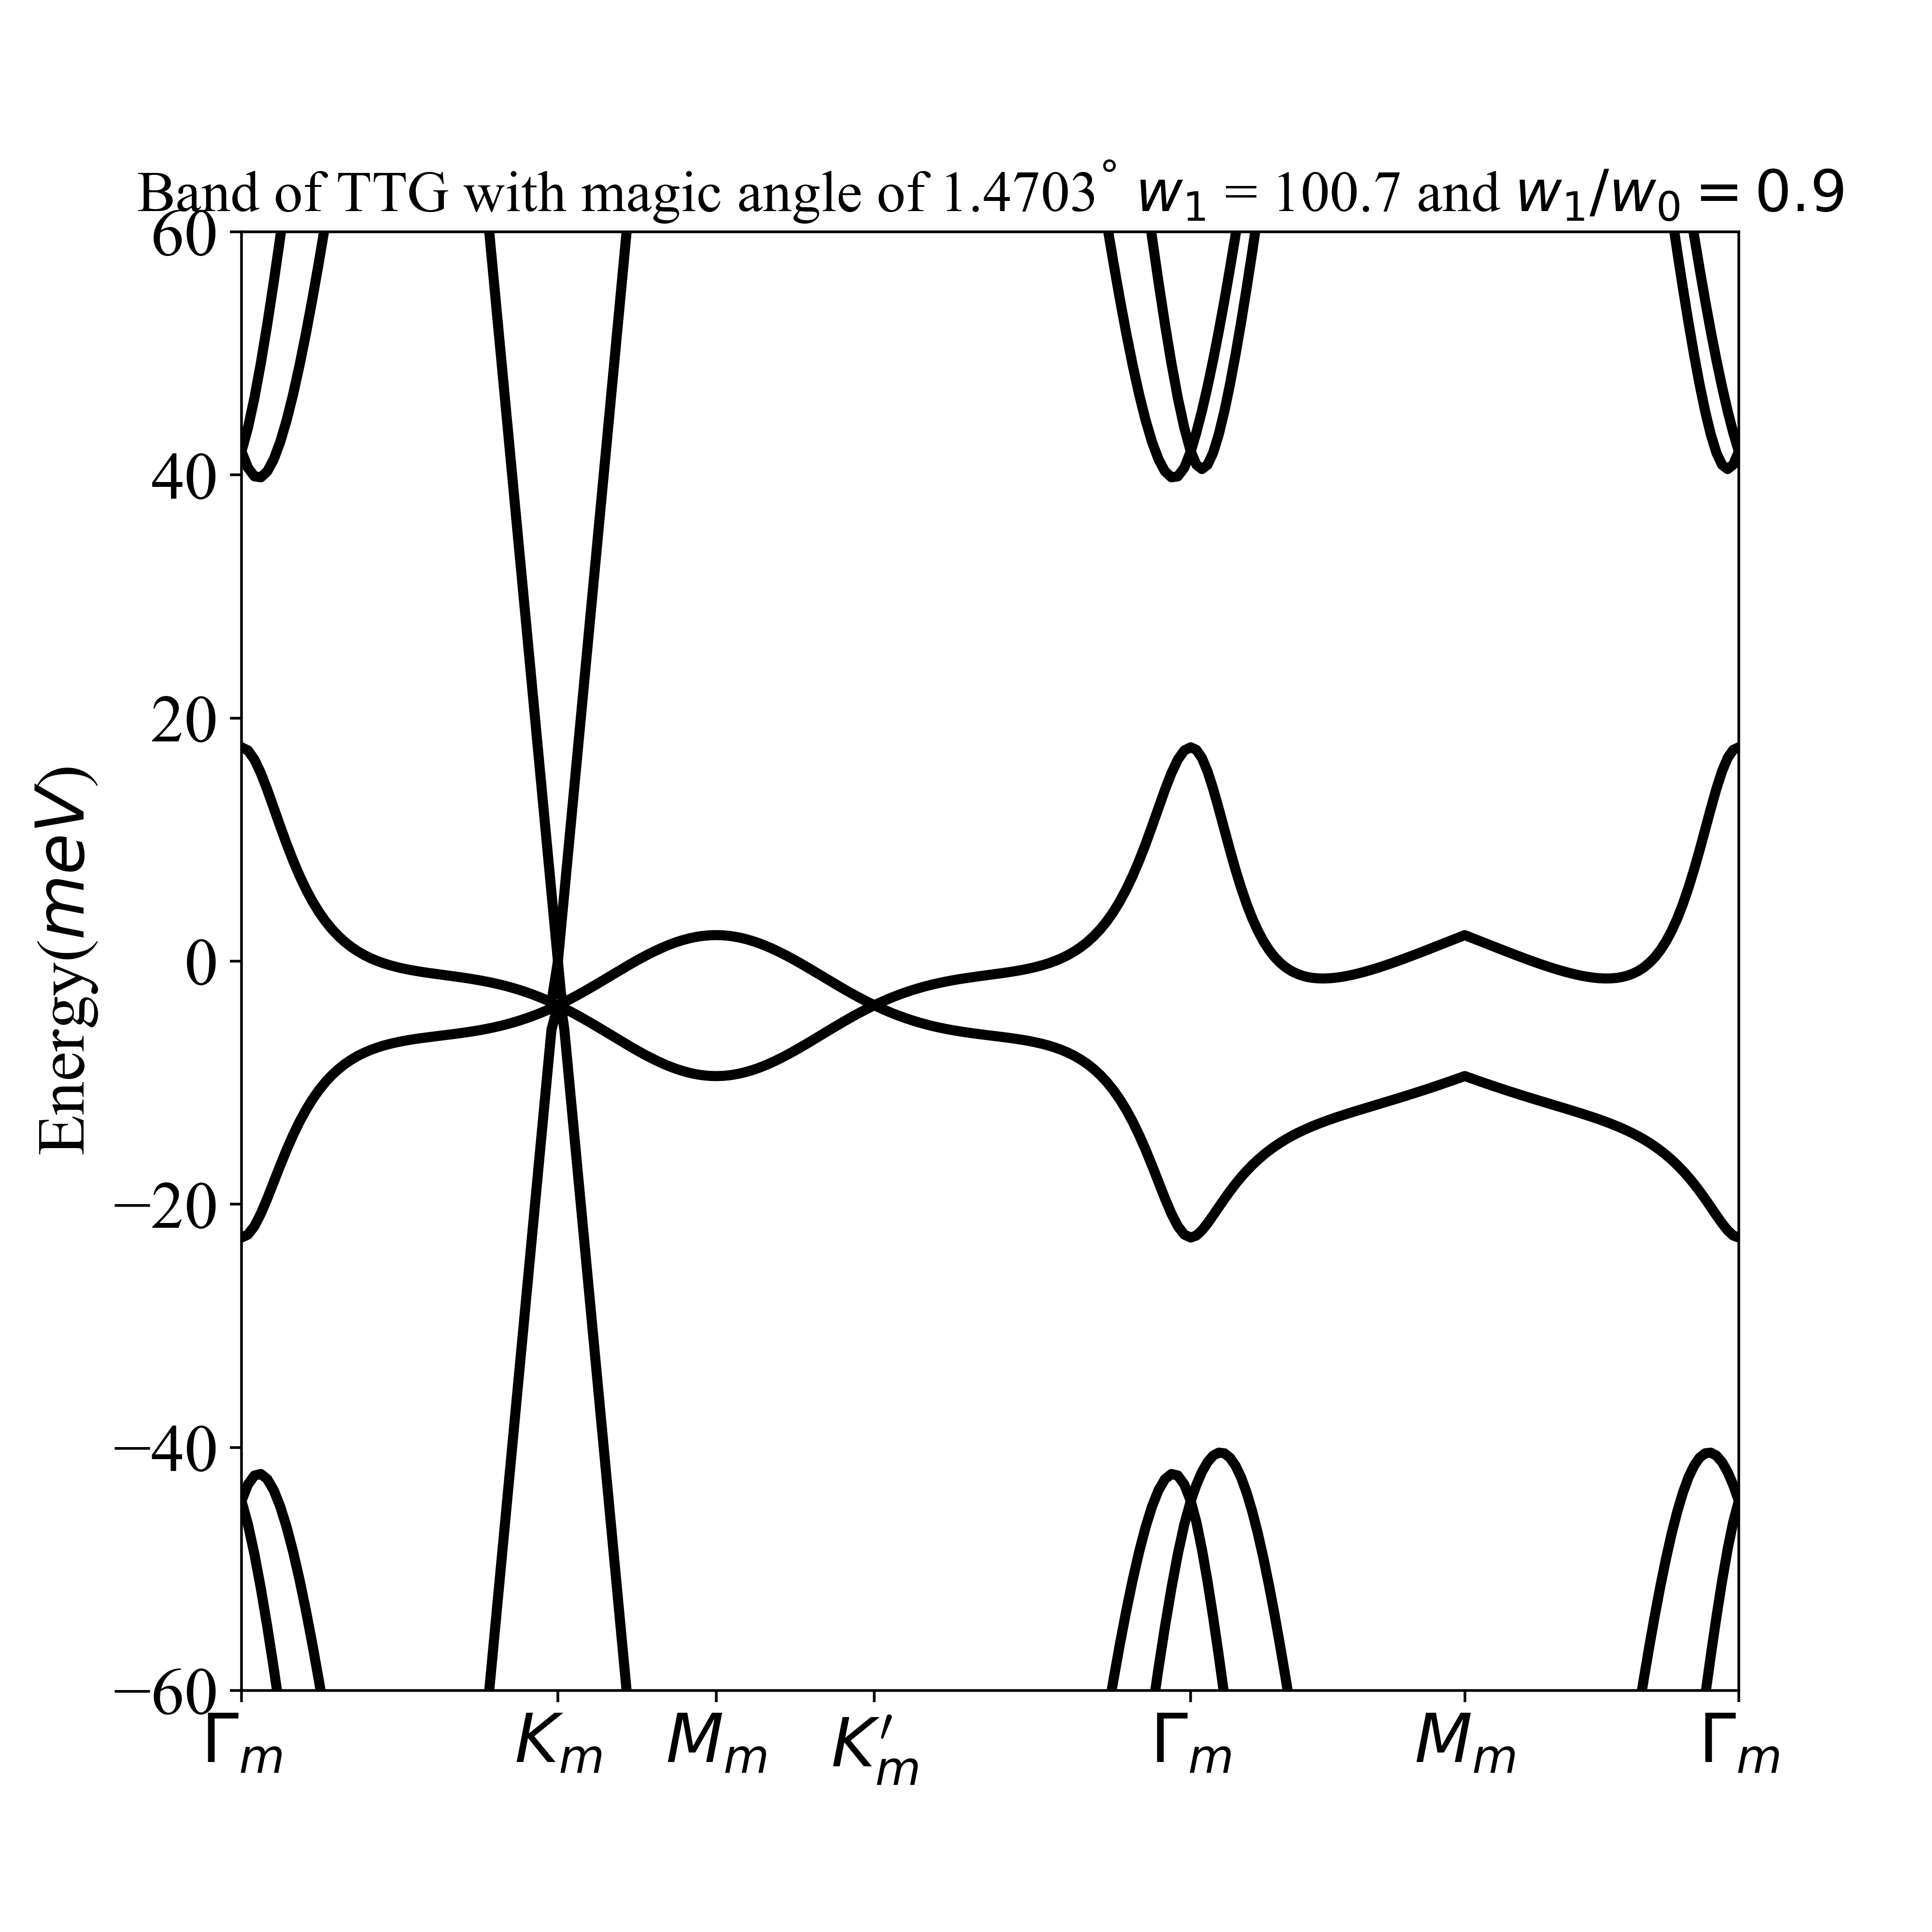 Band of TTG with magic angle of 1.4703° w₁ = 100.7 and w₁/w₀ = 0.9
60
40
20
0
−20
−40
−60
Energy(meV)
Γₘ Kₘ Mₘ K′ₘ Γₘ Mₘ Γₘ